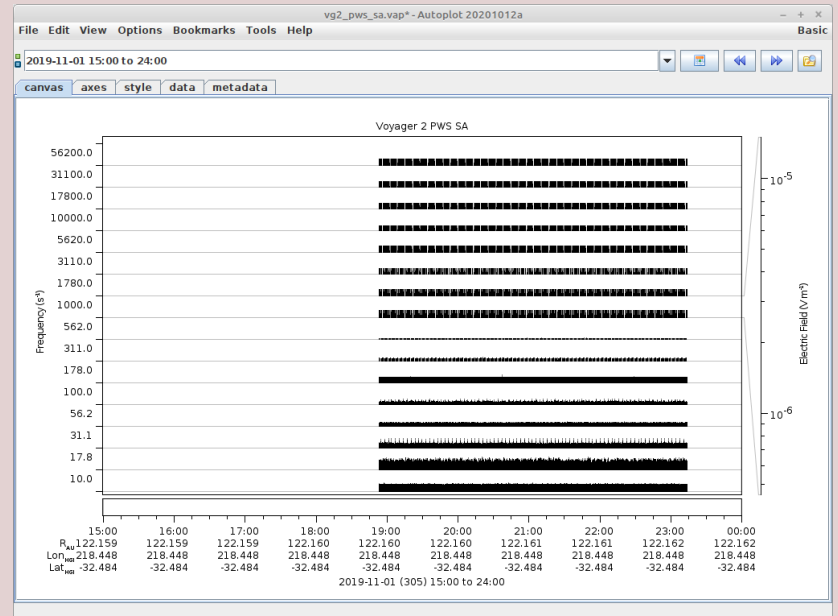 vg2_pws_sa.vap* - Autoplot 20201012a
File Edit View Options Bookmarks Tools Help Basic
2019-11-01 15:00 to 24:00
canvas axes style data metadata
Voyager 2 PWS SA
56200.0
31100.0
17800.0
10000.0
5620.0
3110.0
1780.0
1000.0
562.0
311.0
178.0
100.0
56.2
31.1
17.8
10.0
Frequency (s⁻¹)
10⁻⁵
10⁻⁶
Electric Field (V m⁻¹)
15:00 16:00 17:00 18:00 19:00 20:00 21:00 22:00 23:00 00:00
R_AU 122.159 122.159 122.159 122.160 122.160 122.160 122.161 122.161 122.162 122.162
Lon_HGI 218.448 218.448 218.448 218.448 218.448 218.448 218.448 218.448 218.448 218.448
Lat_HGI -32.484 -32.484 -32.484 -32.484 -32.484 -32.484 -32.484 -32.484 -32.484 -32.484
2019-11-01 (305) 15:00 to 24:00